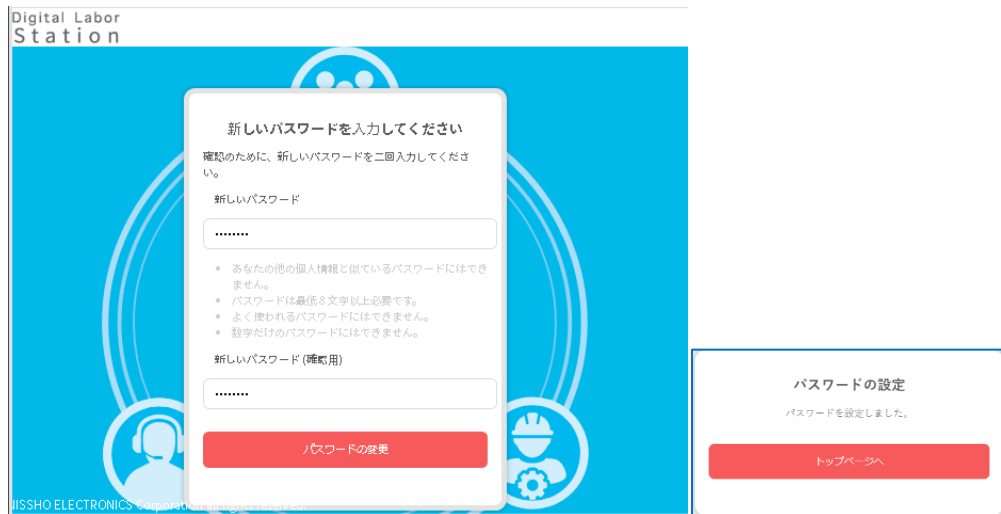 Digital Labor
Station
新しいパスワードを入力してください
確認のために、新しいパスワードを二回入力してくださ
い。
新しいパスワード
••••••••
• あなたの他の個人情報と似ているパスワードにはでき
ません。
• パスワードは最低8文字以上必要です。
• よく使われるパスワードにはできません。
• 数字だけのパスワードにはできません。
新しいパスワード (確認用)
••••••••
パスワードの変更
IISSHO ELECTRONICS Corporation all rights reserved.
パスワードの設定
パスワードを設定しました。
トップページへ